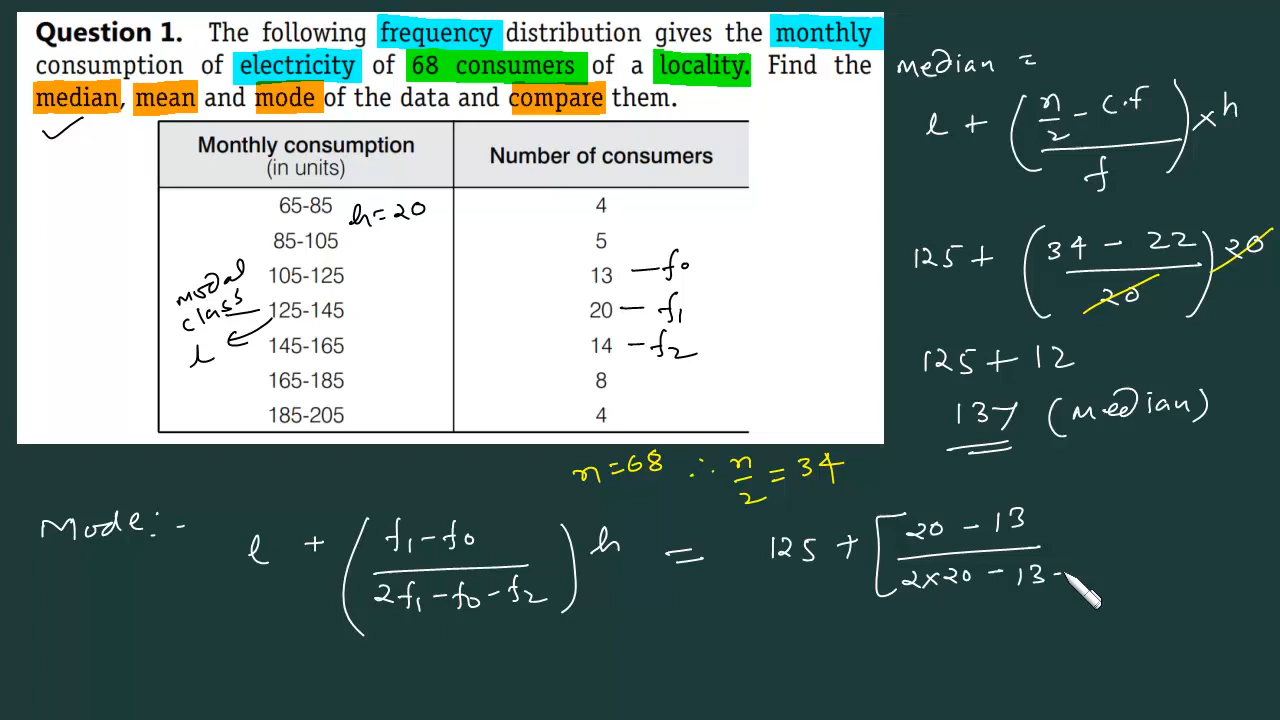 Question 1. The following frequency distribution gives the monthly
consumption of electricity of 68 consumers of a locality. Find the
median, mean and mode of the data and compare them.
Monthly consumption (in units) Number of consumers
65-85 h=20 4
85-105 5
105-125 13 — f0
modal class 125-145 20 — f1
l 145-165 14 - f2
165-185 8
185-205 4
median =
l + ( (n/2 - c.f) / f ) × h
125 + ( (34 - 22) / 20 ) 20
125 + 12
137 (median)
n = 68 ∴ n/2 = 34
Mode:- l + ( (f1 - f0) / (2f1 - f0 - f2) ) h = 125 + [ (20 - 13) / (2×20 - 13 -